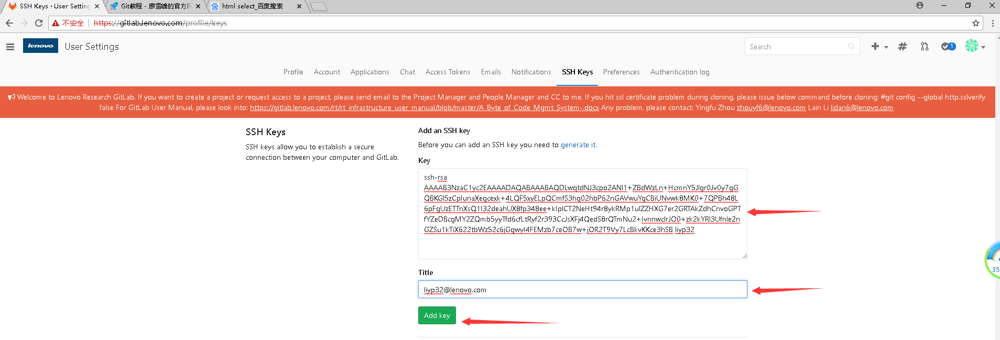 SSH Keys · User Setting
Git教程 - 廖雪峰的官方网
html select_百度搜索
不安全 https://gitlab.lenovo.com/profile/keys
lenovo User Settings
Search
1
Profile Account Applications Chat Access Tokens Emails Notifications SSH Keys Preferences Authentication log
Welcome to Lenovo Research GitLab. If you want to create a project or request access to a project, please send email to the Project Manager and People Manager and CC to me. If you hit ssl certificate problem during cloning, please issue below command before cloning: #git config --global http.sslverify
false For GitLab User Manual, please look into: https://gitlab.lenovo.com/rt/rt_infrastructure_user_manual/blob/master/A_Byte_of_Code_Mgmt_System-.docx Any problem, please contact: Yingfu Zhou zhouyf6@lenovo.com Lain Li lidan6@lenovo.com
SSH Keys
SSH keys allow you to establish a secure
connection between your computer and GitLab.
Add an SSH key
Before you can add an SSH key you need to generate it.
Key
ssh-rsa
AAAAB3NzaC1yc2EAAAADAQABAAABAQDLwqtdNJ3cpo2ANI1+ZBdWzLn+HcmnY5JIgr0Jv0y7gG
QBKGl5zCplunaXegcexk+4LQF5xyELpQCmfS3hg02hbP62nGAVwuYgCBiUNvwk8MK0+7QPBh48L
6pFgUzETTnXsQ1I32deahUX8fp348ee+kIpICT2NeHt94r8ykRMp1ulZZHXG7er2GRTAkZdhCnvoGPT
fYZeDBcgMY2ZQmb5yyTfd6cfLtRyf2r393CcJsXFj4QedS8rQTmNu2+lvnnwclrJO0+zk2kYRl3Ufnle2n
GZSu1kTiX622tbWz52c6jGqwyl4FEMzb7ceOB7w+jOR2T9Vy7LcBkvKKce3hSB liyp32
Title
liyp32@lenovo.com
Add key
35